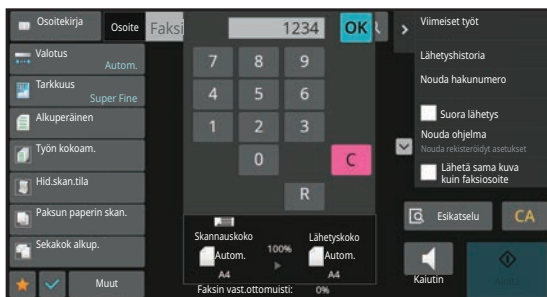 Osoitekirja
Osoite
Faksi
1234
OK
Viimeiset työt
Valotus
Autom.
7
8
9
Lähetyshistoria
Tarkkuus
Super Fine
4
5
6
Nouda hakunumero
Alkuperäinen
1
2
3
Suora lähetys
Työn kokoam.
0
C
Nouda ohjelma
Nouda rekisteröidyt asetukset
Hid.skan.tila
R
Lähetä sama kuva
kuin faksiosoite
Paksun paperin skan.
Esikatselu
CA
Sekakok alkup.
Skannauskoko
100%
Lähetyskoko
Autom.
Autom.
A4
A4
Muut
Faksin vast.ottomuisti:
0%
Kaiutin